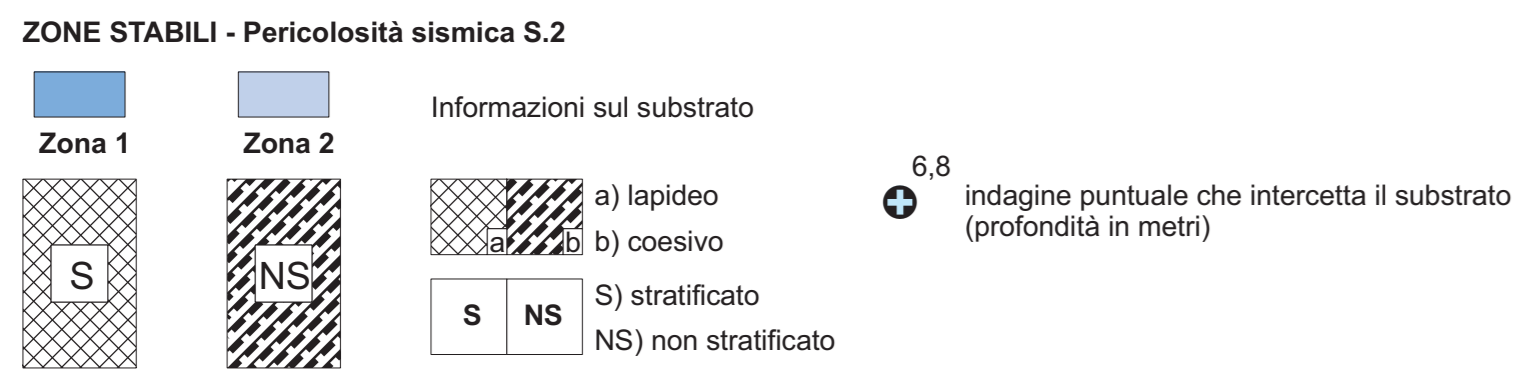 ZONE STABILI - Pericolosità sismica S.2
Zona 1
Zona 2
Informazioni sul substrato
S
NS
a
b
a) lapideo
b) coesivo
S
NS
S) stratificato
NS) non stratificato
6,8
indagine puntuale che intercetta il substrato
(profondità in metri)